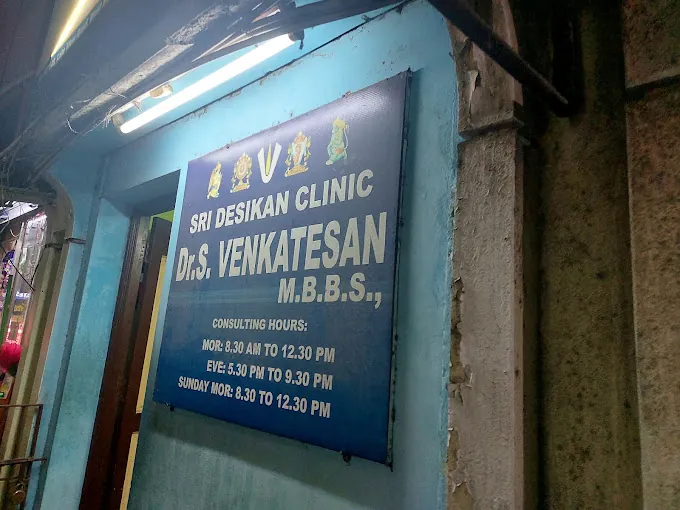 SRI DESIKAN CLINIC
Dr.S. VENKATESAN
M.B.B.S.,
CONSULTING HOURS:
MOR: 8.30 AM TO 12.30 PM
EVE: 5.30 PM TO 9.30 PM
SUNDAY MOR: 8.30 TO 12.30 PM